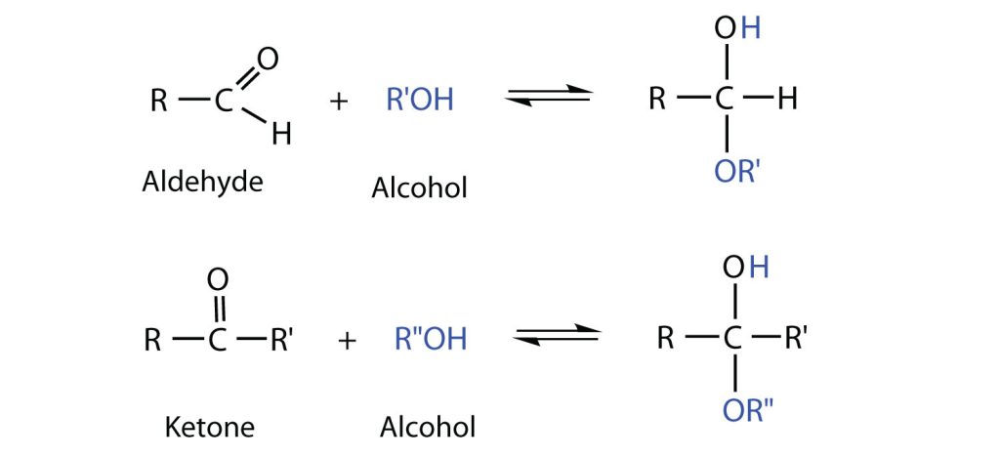 OH
O
R — C + R'OH ⇌ R — C — H
H
OR'
Aldehyde Alcohol
OH
O
R — C — R' + R"OH ⇌ R — C — R'
OR"
Ketone Alcohol